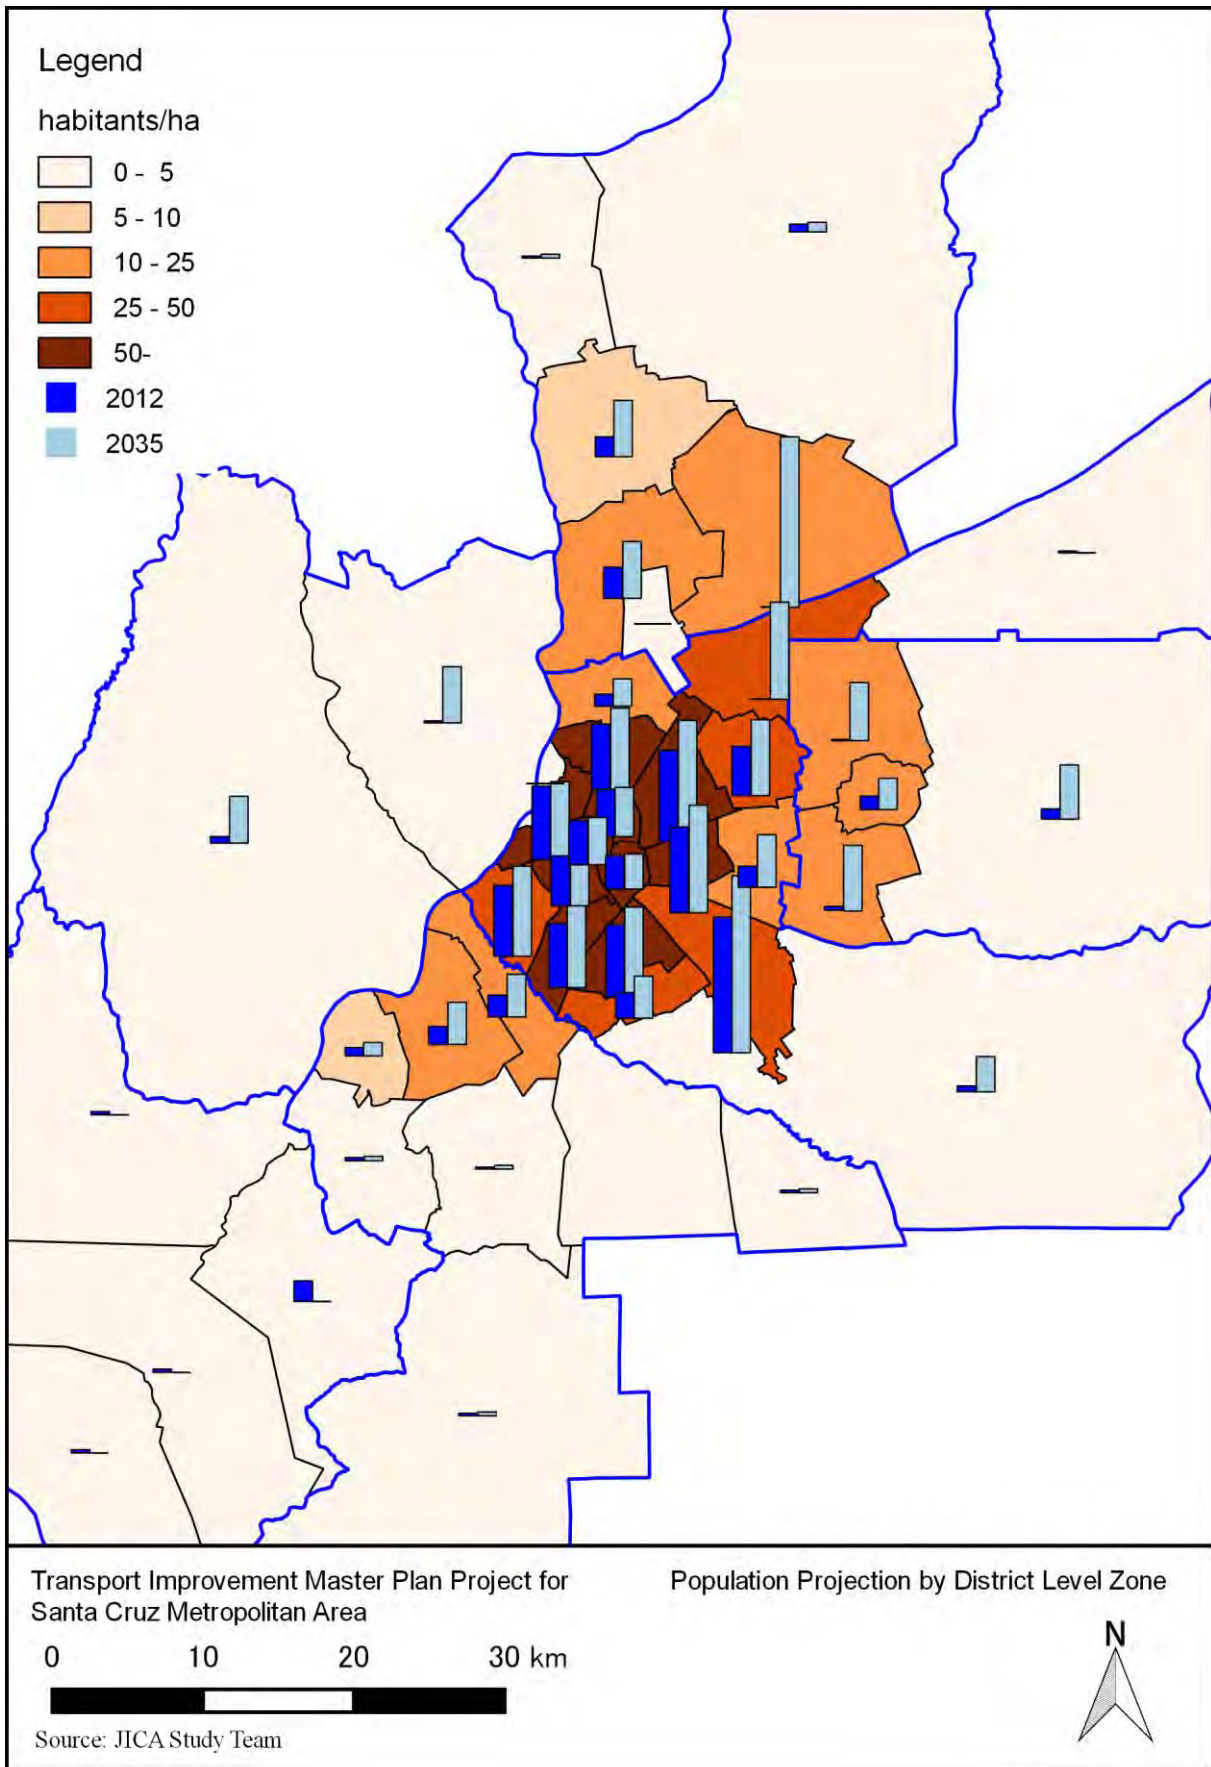 Legend
habitants/ha
0 - 5
5 - 10
10 - 25
25 - 50
50-
2012
2035
Transport Improvement Master Plan Project for
Santa Cruz Metropolitan Area
Population Projection by District Level Zone
0 10 20 30 km
N
Source: JICA Study Team